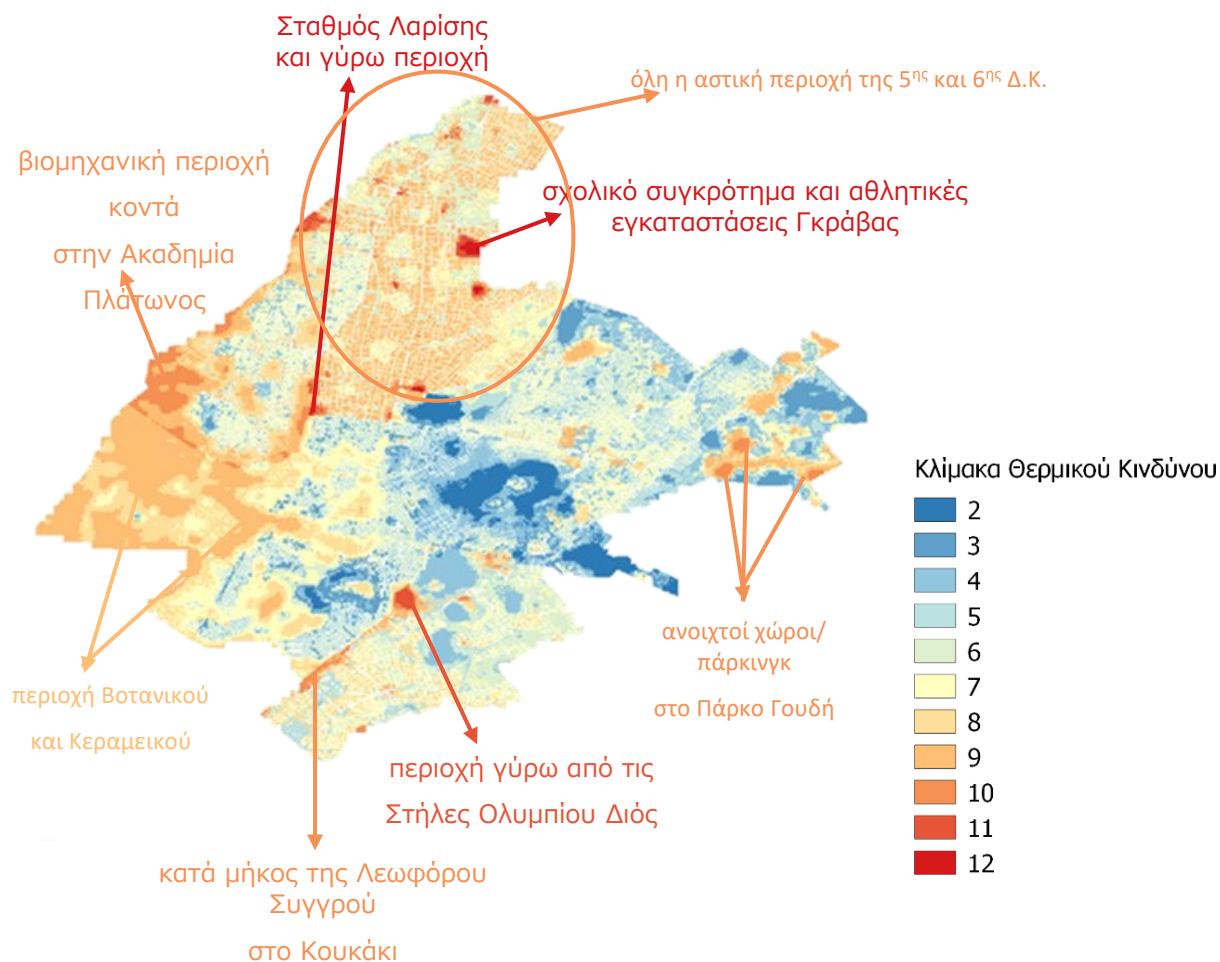 Σταθμός Λαρίσης
και γύρω περιοχή
όλη η αστική περιοχή της 5ης και 6ης Δ.Κ.
βιομηχανική περιοχή
κοντά
στην Ακαδημία
Πλάτωνος
σχολικό συγκρότημα και αθλητικές
εγκαταστάσεις Γκράβας
Κλίμακα Θερμικού Κινδύνου
2
3
4
5
6
7
8
9
10
11
12
ανοιχτοί χώροι/
πάρκινγκ
στο Πάρκο Γουδή
περιοχή Βοτανικού
και Κεραμεικού
περιοχή γύρω από τις
Στήλες Ολυμπίου Διός
κατά μήκος της Λεωφόρου
Συγγρού
στο Κουκάκι